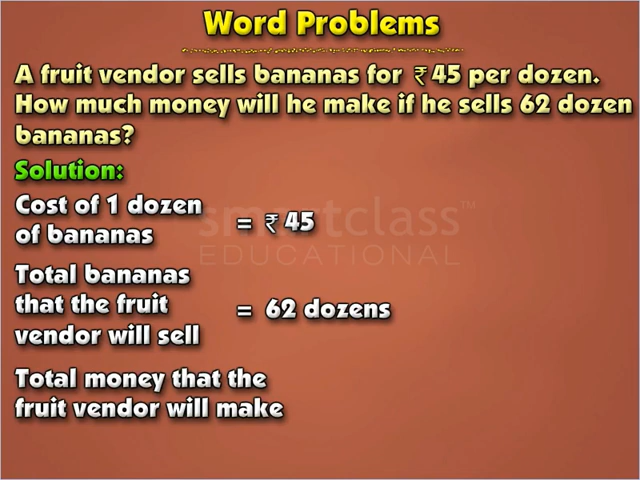 Word Problems
A fruit vendor sells bananas for ₹ 45 per dozen.
How much money will he make if he sells 62 dozen
bananas?
Solution:
Cost of 1 dozen
of bananas
= ₹ 45
smartclass™
EDUCATIONAL
Total bananas
that the fruit
vendor will sell
= 62 dozens
Total money that the
fruit vendor will make